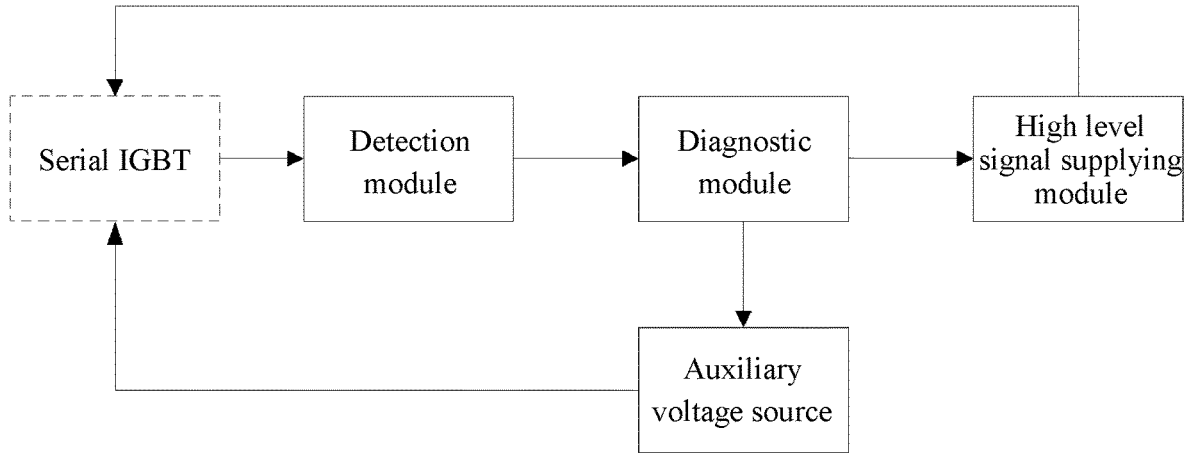 Serial IGBT
Detection
module
Diagnostic
module
High level
signal supplying
module
Auxiliary
voltage source